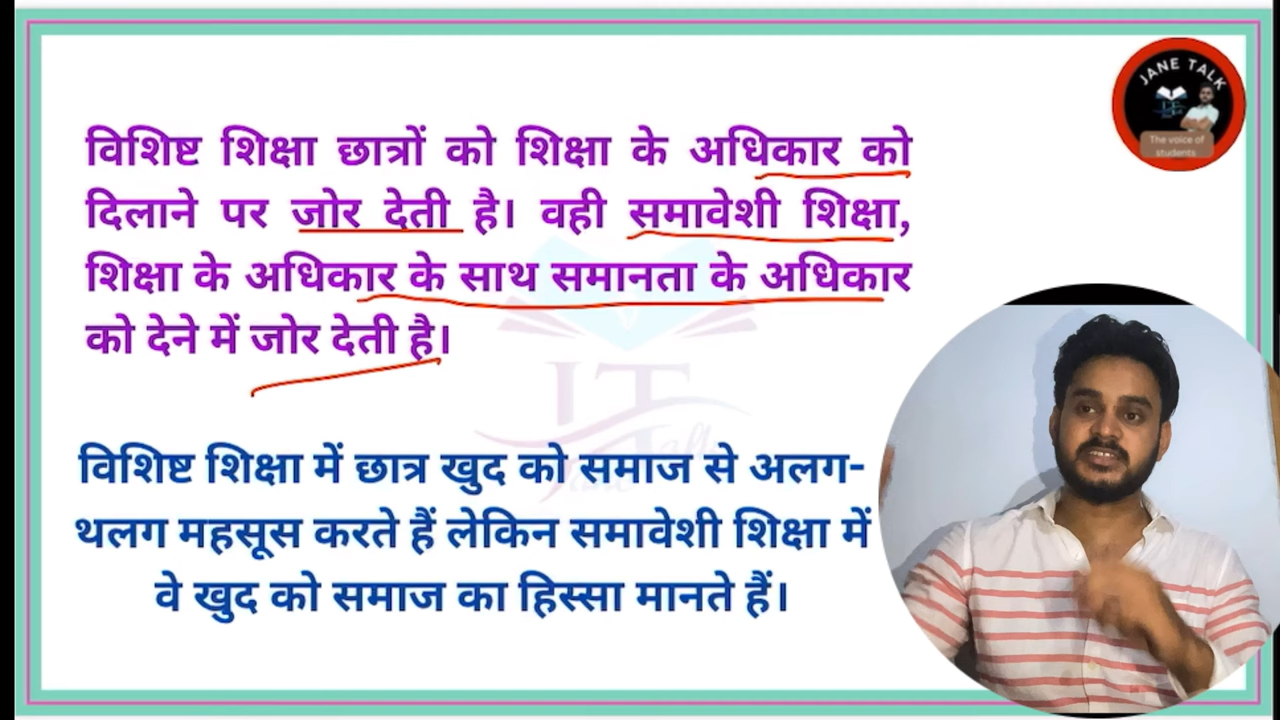 JANE TALK
The voice of
students
विशिष्ट शिक्षा छात्रों को शिक्षा के अधिकार को
दिलाने पर जोर देती है। वही समावेशी शिक्षा,
शिक्षा के अधिकार के साथ समानता के अधिकार
को देने में जोर देती है।
विशिष्ट शिक्षा में छात्र खुद को समाज से अलग-
थलग महसूस करते हैं लेकिन समावेशी शिक्षा में
वे खुद को समाज का हिस्सा मानते हैं।